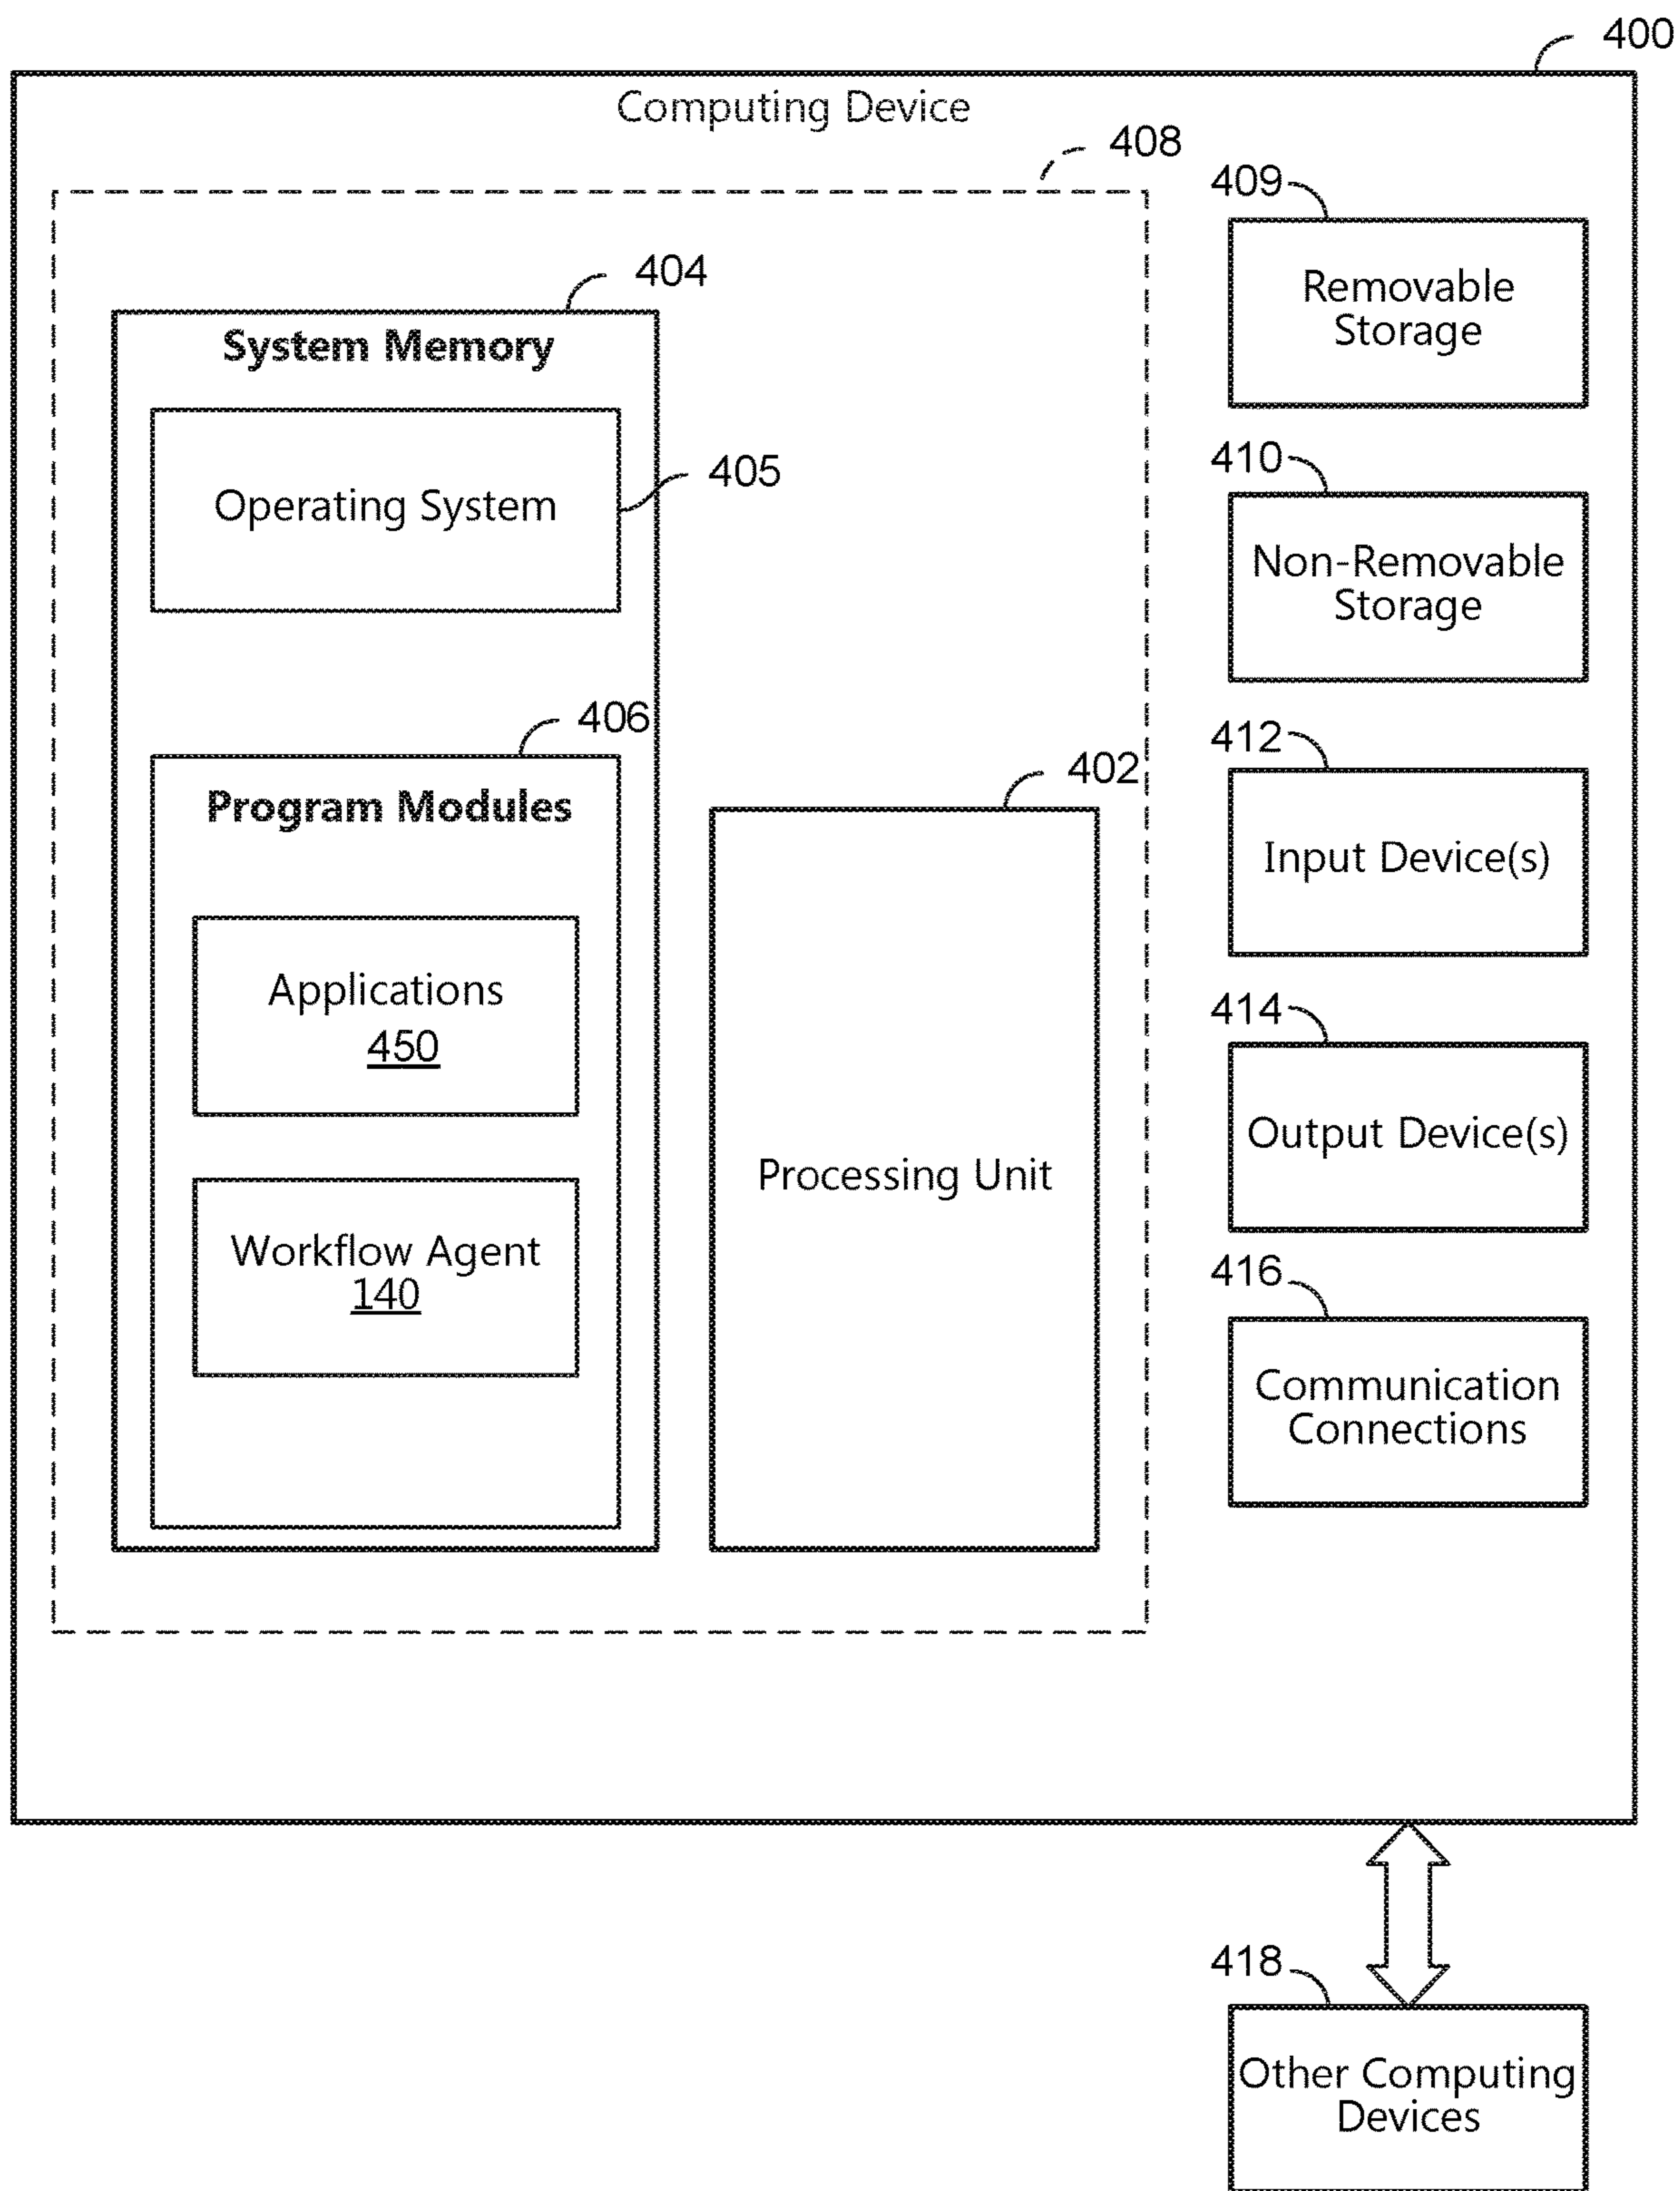 400
Computing Device
408
404
System Memory
Operating System
405
406
Program Modules
Applications
450
Workflow Agent
140
402
Processing Unit
409
Removable
Storage
410
Non-Removable
Storage
412
Input Device(s)
414
Output Device(s)
416
Communication
Connections
418
Other Computing
Devices